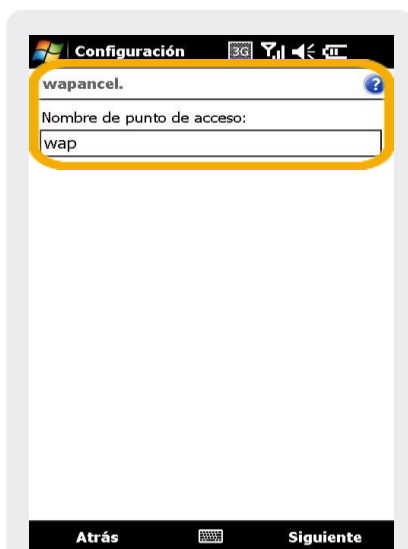 Configuración 3G
wapancel.
Nombre de punto de acceso:
wap
Atrás Siguiente